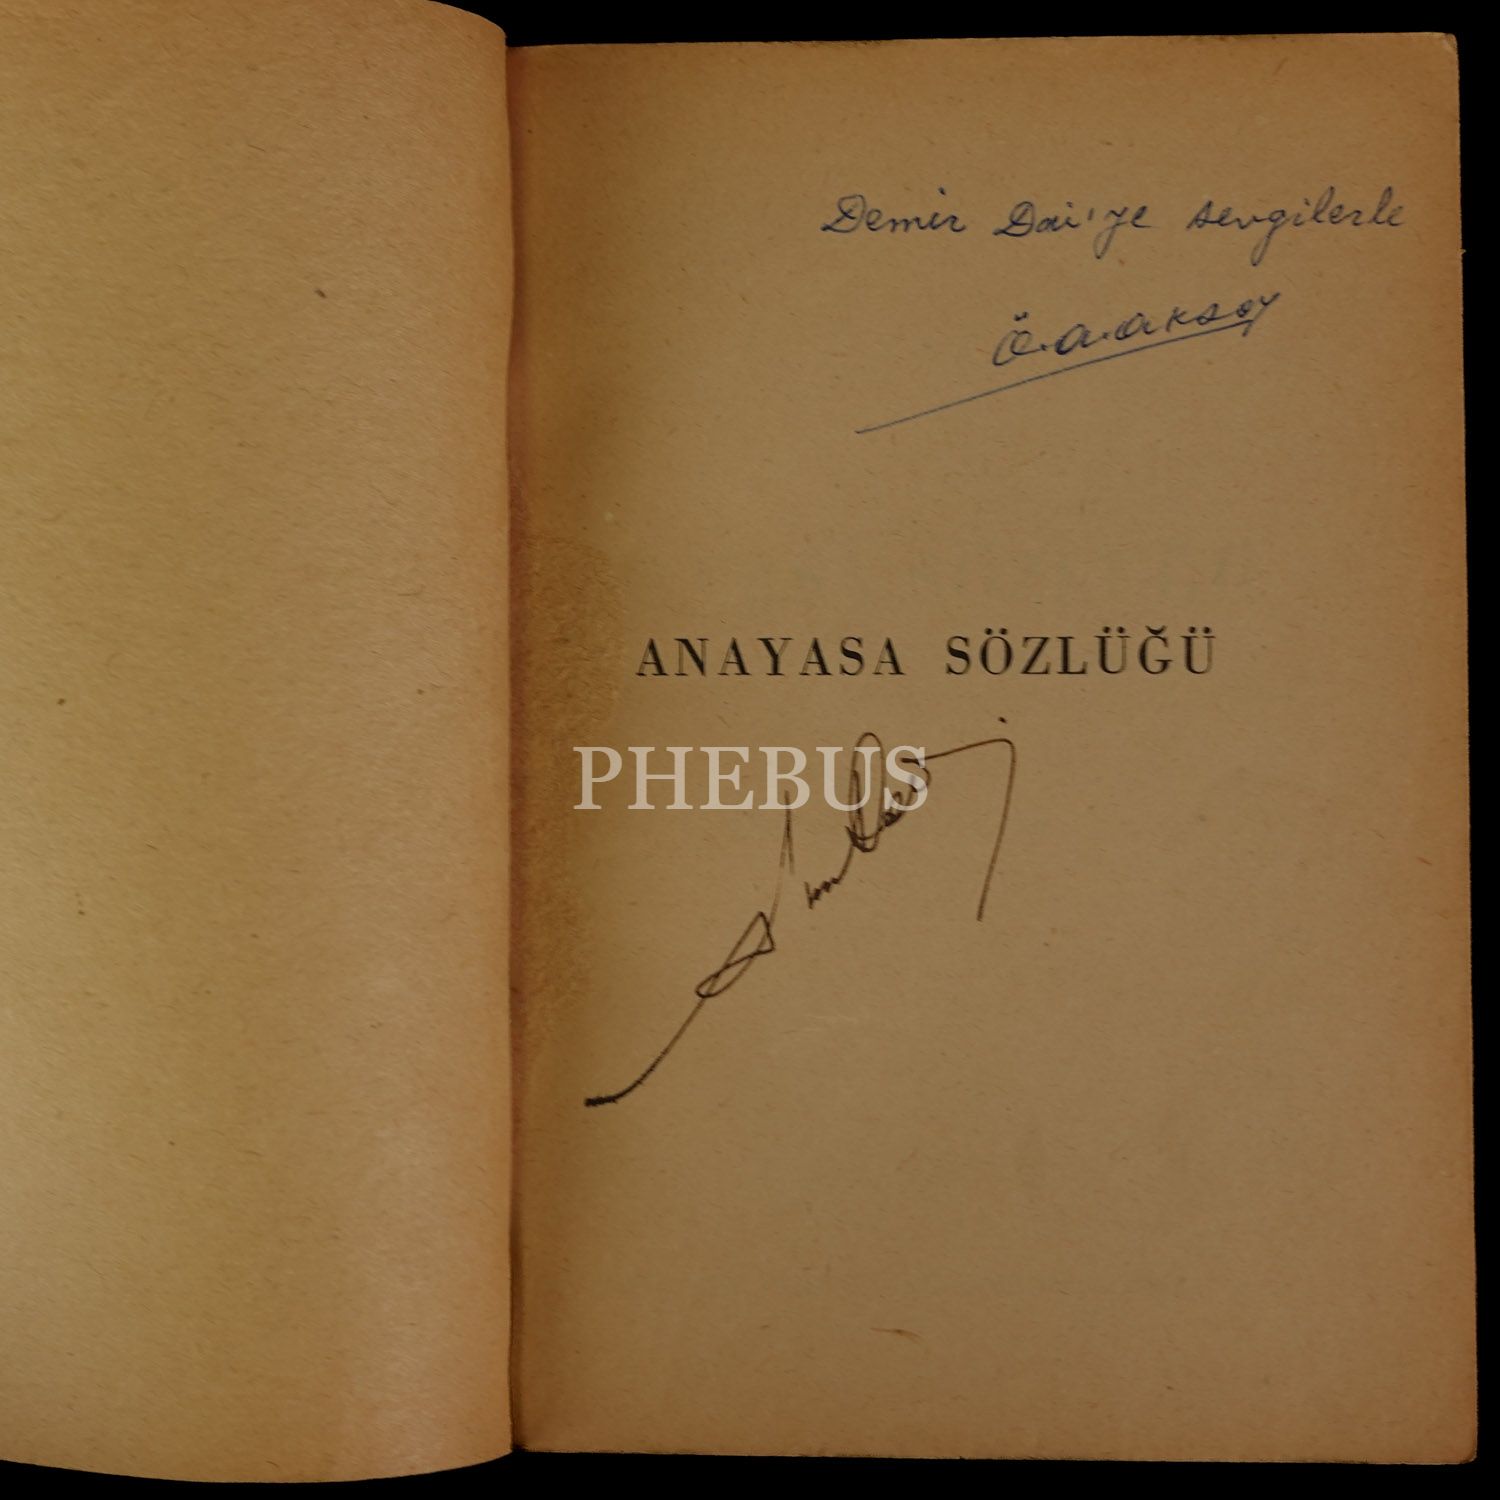 Demir Dai'ye sevgilerle
Ö.A.Aksoy
ANAYASA SÖZLÜĞÜ
PHEBUS